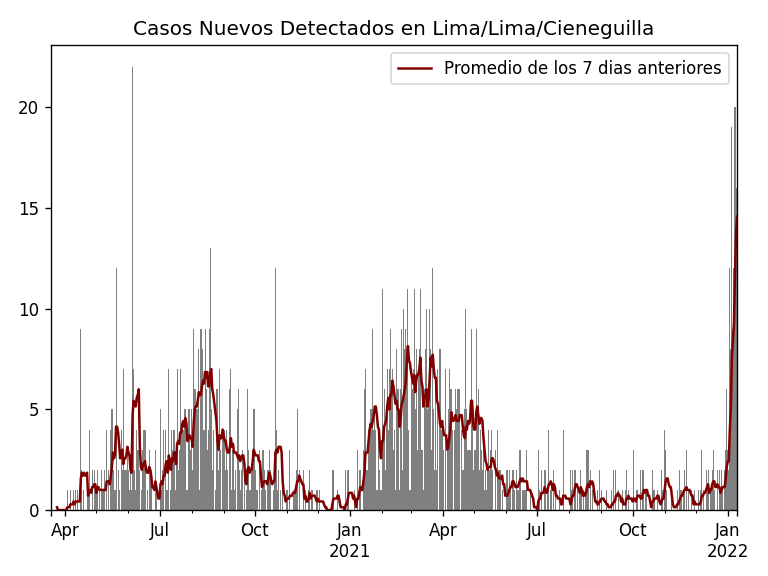 Casos Nuevos Detectados en Lima/Lima/Cieneguilla
Promedio de los 7 dias anteriores
20
15
10
5
0
Apr Jul Oct Jan Apr Jul Oct Jan
2021 2022